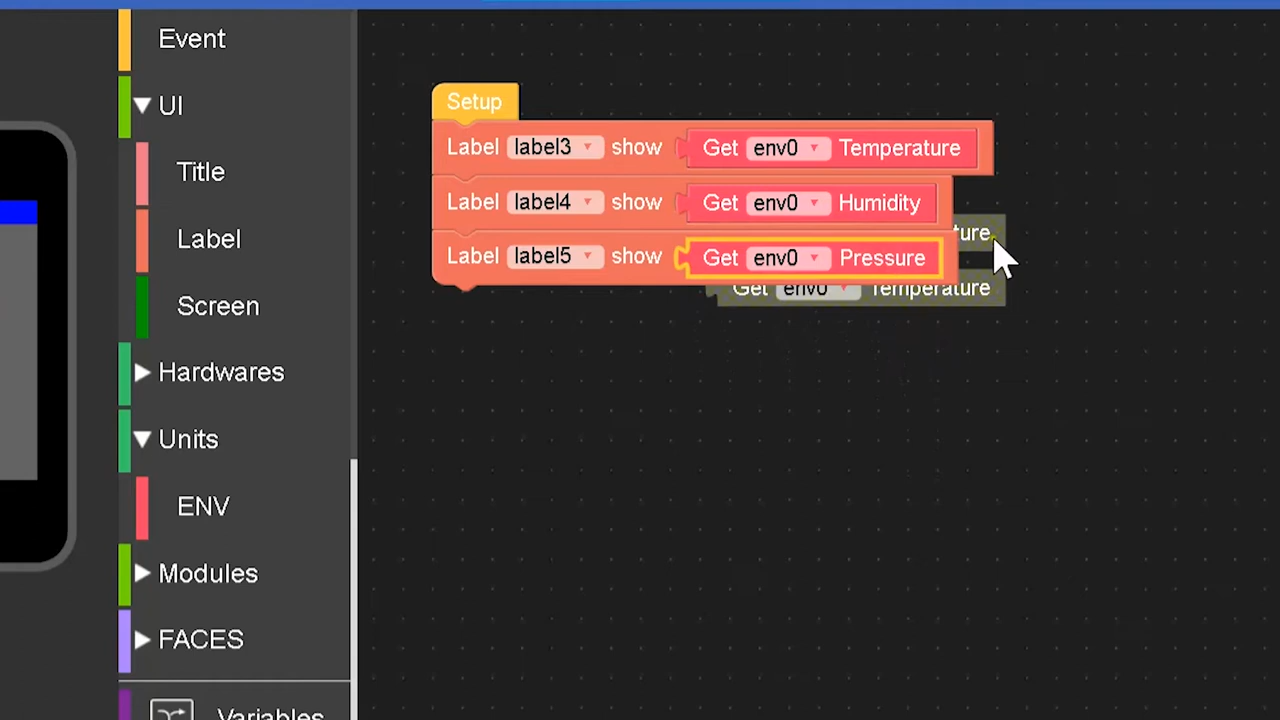 Event
UI
Title
Label
Screen
Hardwares
Units
ENV
Modules
FACES
Variables
Setup
Label label3 show Get env0 Temperature
Label label4 show Get env0 Humidity
ture
Label label5 show Get env0 Pressure
Get env0 Temperature